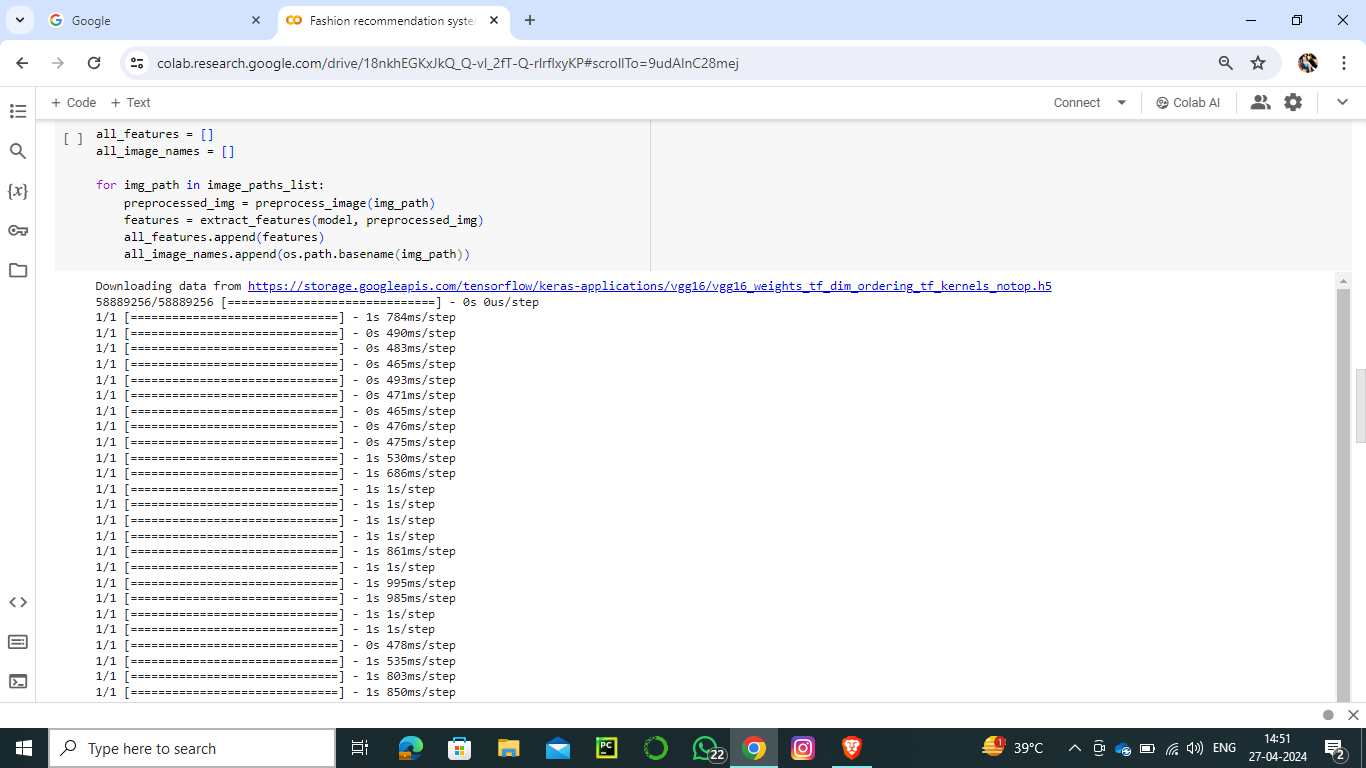 Google
Fashion recommendation syste
colab.research.google.com/drive/18nkhEGKxJkQ_Q-vl_2fT-Q-rIrfIxyKP#scrollTo=9udAlnC28mej
+ Code + Text
Connect
Colab AI
[ ]
all_features = []
all_image_names = []
for img_path in image_paths_list:
    preprocessed_img = preprocess_image(img_path)
    features = extract_features(model, preprocessed_img)
    all_features.append(features)
    all_image_names.append(os.path.basename(img_path))
Downloading data from https://storage.googleapis.com/tensorflow/keras-applications/vgg16/vgg16_weights_tf_dim_ordering_tf_kernels_notop.h5
58889256/58889256 [==============================] - 0s 0us/step
1/1 [==============================] - 1s 784ms/step
1/1 [==============================] - 0s 490ms/step
1/1 [==============================] - 0s 483ms/step
1/1 [==============================] - 0s 465ms/step
1/1 [==============================] - 0s 493ms/step
1/1 [==============================] - 0s 471ms/step
1/1 [==============================] - 0s 465ms/step
1/1 [==============================] - 0s 476ms/step
1/1 [==============================] - 0s 475ms/step
1/1 [==============================] - 1s 530ms/step
1/1 [==============================] - 1s 686ms/step
1/1 [==============================] - 1s 1s/step
1/1 [==============================] - 1s 1s/step
1/1 [==============================] - 1s 1s/step
1/1 [==============================] - 1s 1s/step
1/1 [==============================] - 1s 861ms/step
1/1 [==============================] - 1s 1s/step
1/1 [==============================] - 1s 995ms/step
1/1 [==============================] - 1s 985ms/step
1/1 [==============================] - 1s 1s/step
1/1 [==============================] - 1s 1s/step
1/1 [==============================] - 0s 478ms/step
1/1 [==============================] - 1s 535ms/step
1/1 [==============================] - 1s 803ms/step
1/1 [==============================] - 1s 850ms/step
{x}
Type here to search
PC
22
1
39°C
ENG
14:51
27-04-2024
2